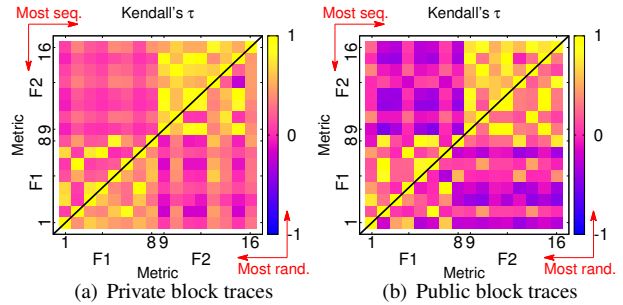 Most seq.
Kendall's τ
1
0
-1
16
F2
Metric
8 9
F1
1
1
8 9
16
F1
F2
Metric
Most rand.
(a) Private block traces
Most seq.
Kendall's τ
1
0
-1
16
F2
Metric
8 9
F1
1
1
8 9
16
F1
F2
Metric
Most rand.
(b) Public block traces